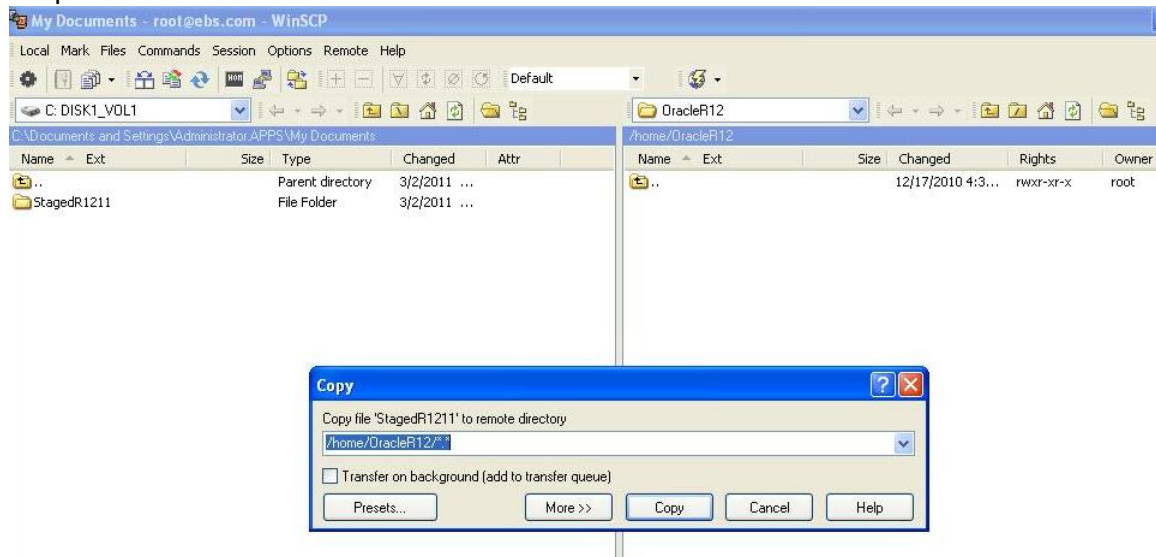 My Documents - root@ebs.com - WinSCP
Local Mark Files Commands Session Options Remote Help
Default
C: DISK1_VOL1
OracleR12
C:\Documents and Settings\Administrator.APPS\My Documents
/home/OracleR12
Name Ext Size Type Changed Attr
Name Ext Size Changed Rights Owner
.. Parent directory 3/2/2011 ...
.. 12/17/2010 4:3... rwxr-xr-x root
StagedR1211 File Folder 3/2/2011 ...
Copy
Copy file 'StagedR1211' to remote directory
/home/OracleR12/*.*
Transfer on background (add to transfer queue)
Presets... More >> Copy Cancel Help